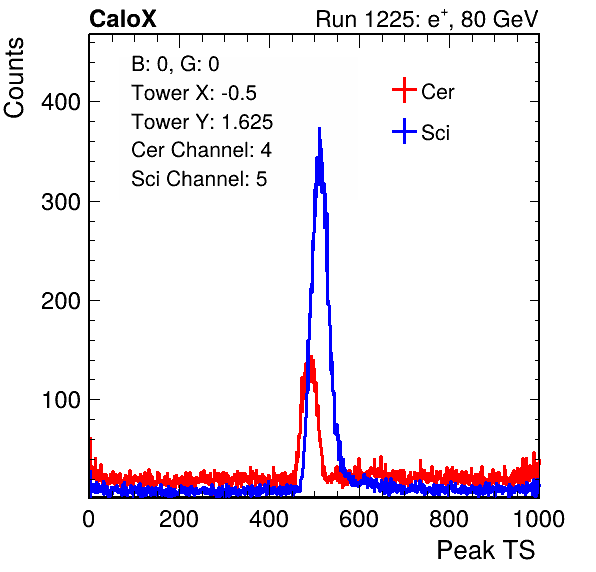 CaloX Run 1225: e⁺, 80 GeV
Counts
B: 0, G: 0
Tower X: -0.5
Tower Y: 1.625
Cer Channel: 4
Sci Channel: 5
Cer
Sci
400
300
200
100
0 200 400 600 800 1000
Peak TS